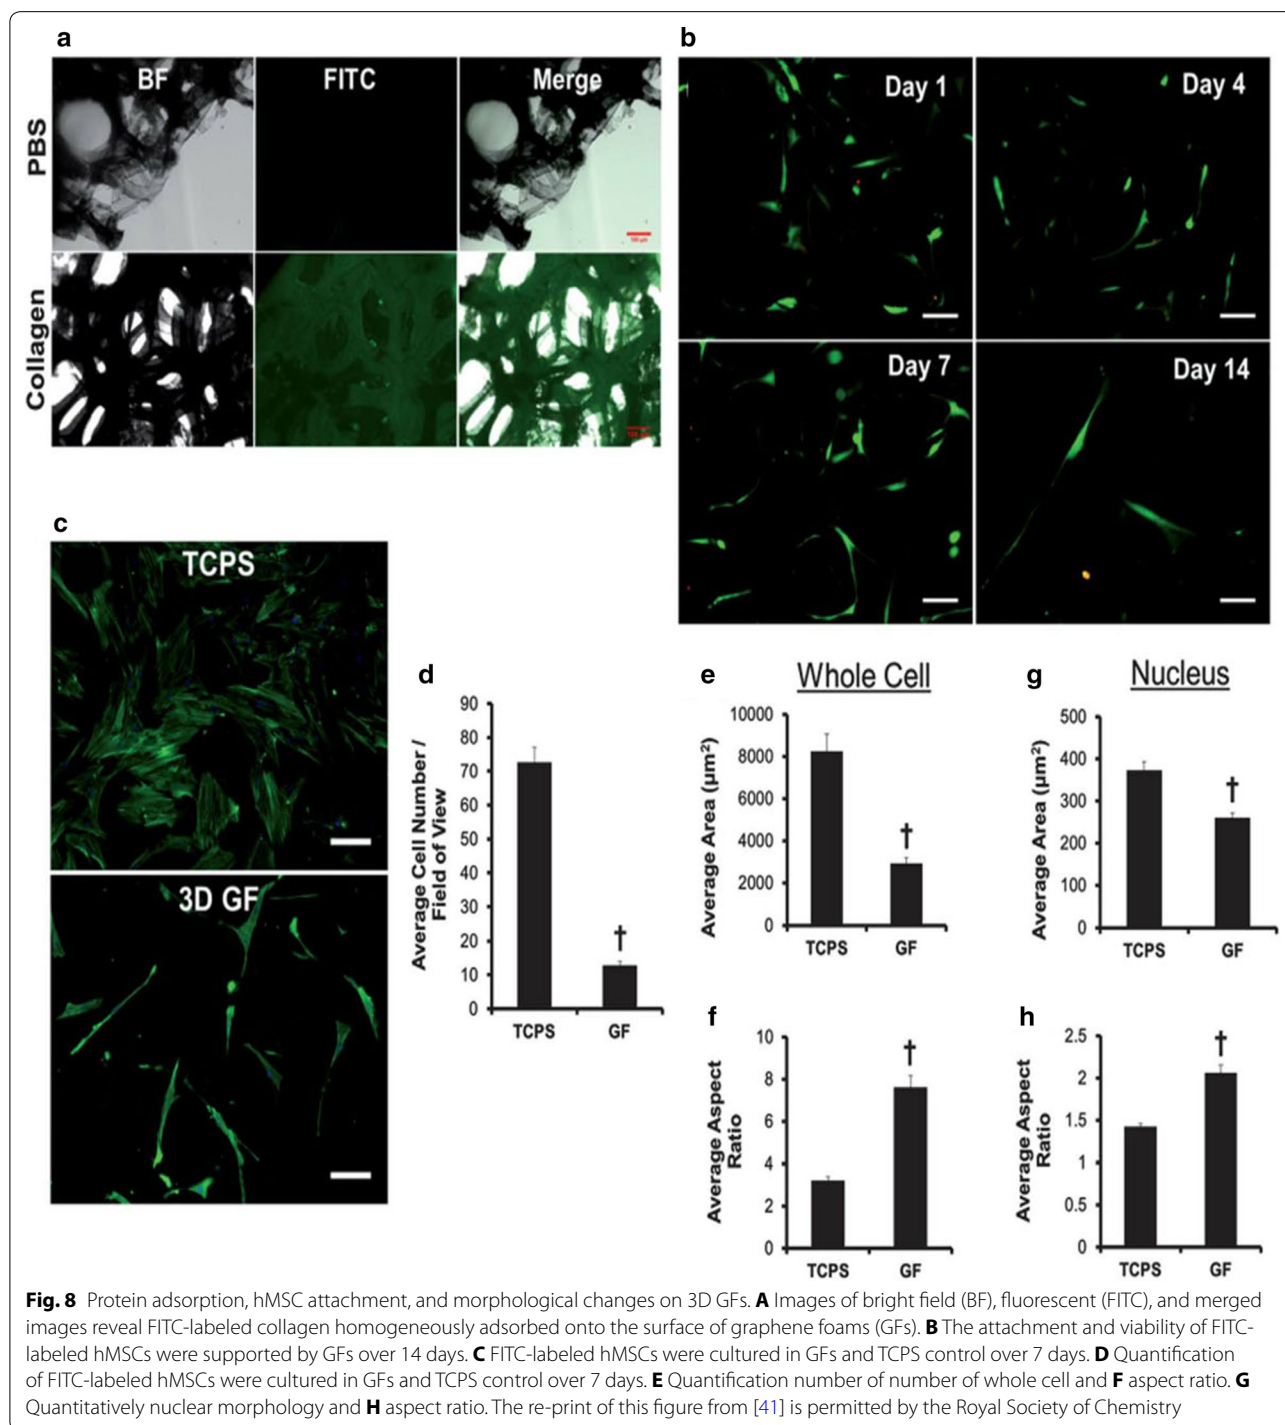 a
BF
FITC
Merge
PBS
Collagen
b
Day 1
Day 4
Day 7
Day 14
c
TCPS
3D GF
d
Average Cell Number /
Field of View
90
80
70
60
50
40
30
20
10
0
†
TCPS
GF
e
Whole Cell
Average Area (µm²)
10000
8000
6000
4000
2000
0
†
TCPS
GF
g
Nucleus
Average Area (µm²)
500
400
300
200
100
0
†
TCPS
GF
f
Average Aspect
Ratio
10
8
6
4
2
0
†
TCPS
GF
h
Average Aspect
Ratio
2.5
2
1.5
1
0.5
0
†
TCPS
GF
Fig. 8 Protein adsorption, hMSC attachment, and morphological changes on 3D GFs. A Images of bright field (BF), fluorescent (FITC), and merged
images reveal FITC-labeled collagen homogeneously adsorbed onto the surface of graphene foams (GFs). B The attachment and viability of FITC-
labeled hMSCs were supported by GFs over 14 days. C FITC-labeled hMSCs were cultured in GFs and TCPS control over 7 days. D Quantification
of FITC-labeled hMSCs were cultured in GFs and TCPS control over 7 days. E Quantification number of number of whole cell and F aspect ratio. G
Quantitatively nuclear morphology and H aspect ratio. The re-print of this figure from [41] is permitted by the Royal Society of Chemistry